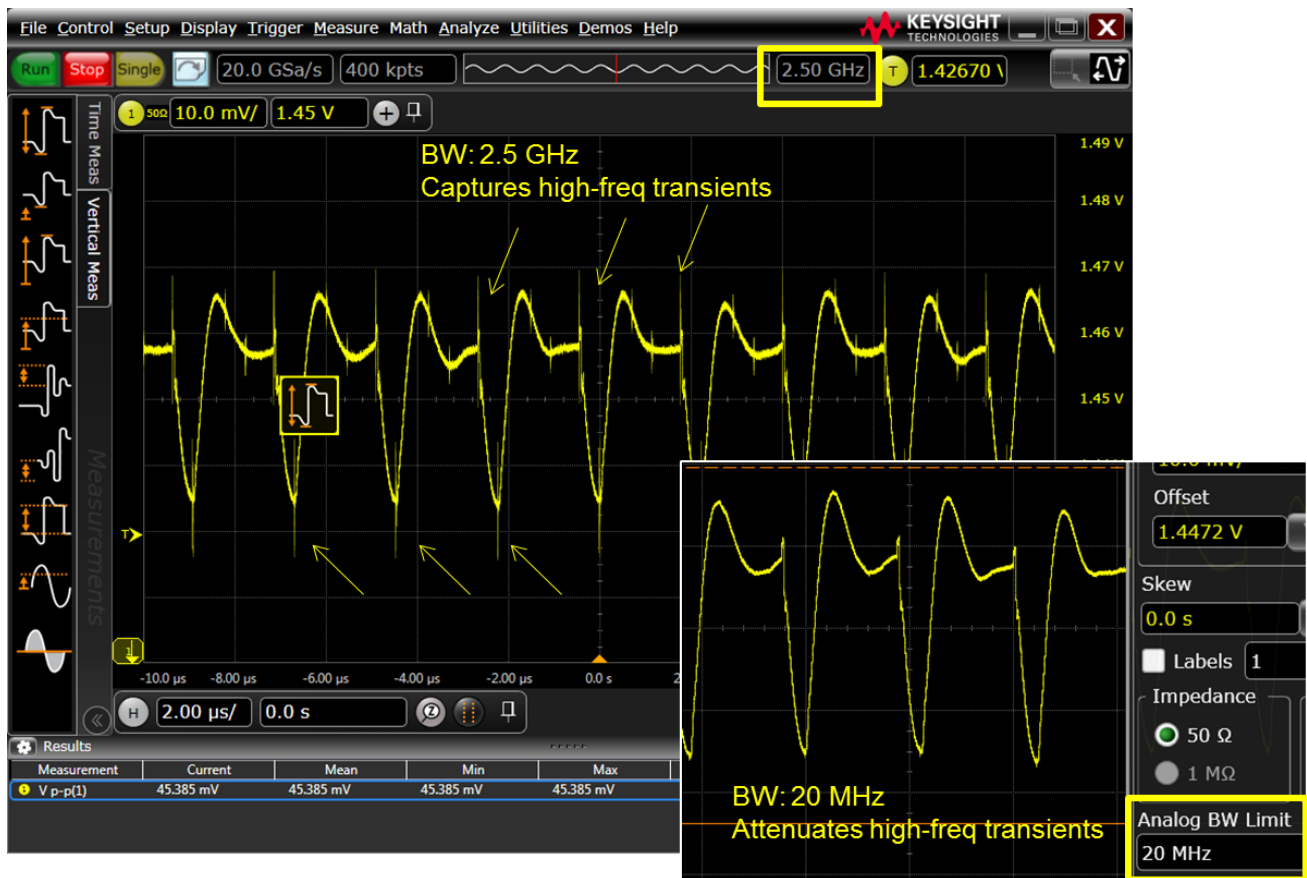 File Control Setup Display Trigger Measure Math Analyze Utilities Demos Help
KEYSIGHT
TECHNOLOGIES
X
Run Stop Single 20.0 GSa/s 400 kpts 2.50 GHz T 1.42670 V
Time Meas
Vertical Meas
Measurements
1 50Ω 10.0 mV/ 1.45 V +
BW: 2.5 GHz
Captures high-freq transients
1.49 V
1.48 V
1.47 V
1.46 V
1.45 V
T
1
-10.0 µs -8.00 µs -6.00 µs -4.00 µs -2.00 µs 0.0 s 2
H 2.00 µs/ 0.0 s Z
Results
Measurement Current Mean Min Max
V p-p(1) 45.385 mV 45.385 mV 45.385 mV 45.385 mV
10.0 mV/
Offset
1.4472 V
Skew
0.0 s
Labels 1
Impedance
50 Ω
1 MΩ
BW: 20 MHz
Attenuates high-freq transients
Analog BW Limit
20 MHz